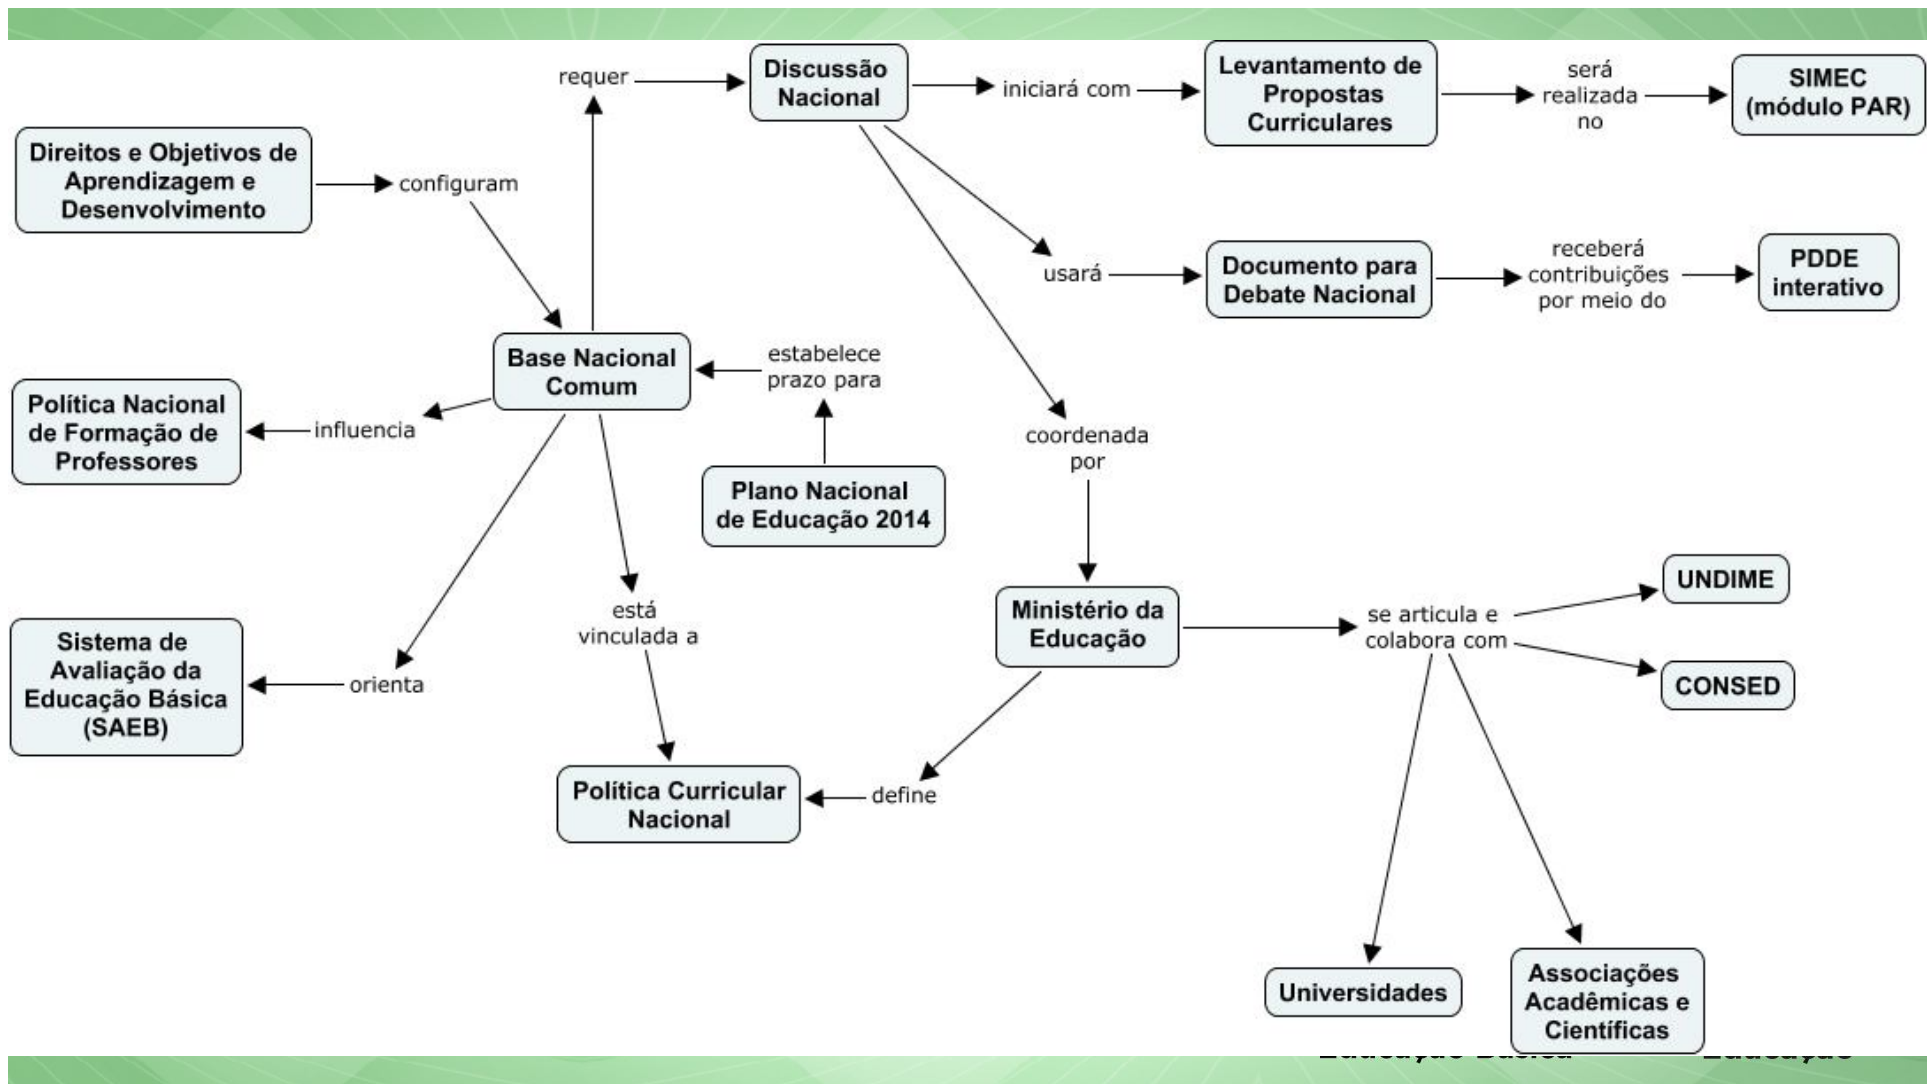 requer
Discussão
Nacional
iniciará com
Levantamento de
Propostas
Curriculares
será
realizada
no
SIMEC
(módulo PAR)
Direitos e Objetivos de
Aprendizagem e
Desenvolvimento
configuram
usará
Documento para
Debate Nacional
receberá
contribuições
por meio do
PDDE
interativo
Base Nacional
Comum
estabelece
prazo para
Política Nacional
de Formação de
Professores
influencia
coordenada
por
Plano Nacional
de Educação 2014
Sistema de
Avaliação da
Educação Básica
(SAEB)
orienta
está
vinculada a
Ministério da
Educação
se articula e
colabora com
UNDIME
CONSED
Política Curricular
Nacional
define
Universidades
Associações
Acadêmicas e
Científicas
Educação Básica
Educação